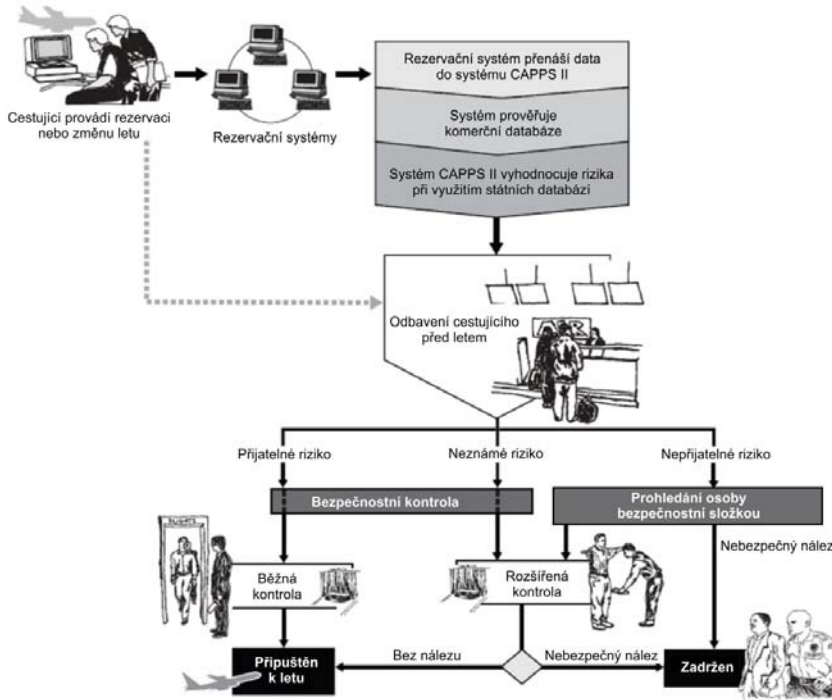 Rezervační systém přenáší data
do systému CAPPS II
Cestující provádí rezervaci
nebo změnu letu
Rezervační systémy
Systém prověřuje
komerční databáze
Systém CAPPS II vyhodnocuje rizika
při využitím státních databází
Odbavení cestujícího
před letem
AIR
Přijatelné riziko
Neznámé riziko
Nepřijatelné riziko
Bezpečnostní kontrola
Prohledání osoby
bezpečnostní složkou
Nebezpečný nález
Běžná
kontrola
Rozšířená
kontrola
Připuštěn
k letu
Bez nálezu
Nebezpečný nález
Zadržen